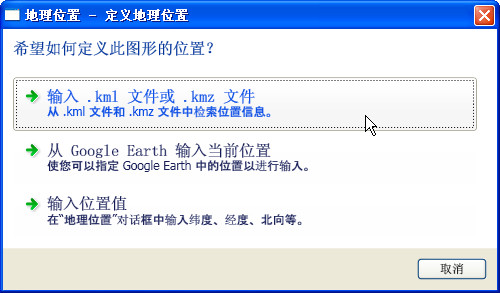 地理位置 - 定义地理位置
希望如何定义此图形的位置?
输入 .kml 文件或 .kmz 文件
从 .kml 文件和 .kmz 文件中检索位置信息。
从 Google Earth 输入当前位置
使您可以指定 Google Earth 中的位置以进行输入。
输入位置值
在“地理位置”对话框中输入纬度、经度、北向等。
取消